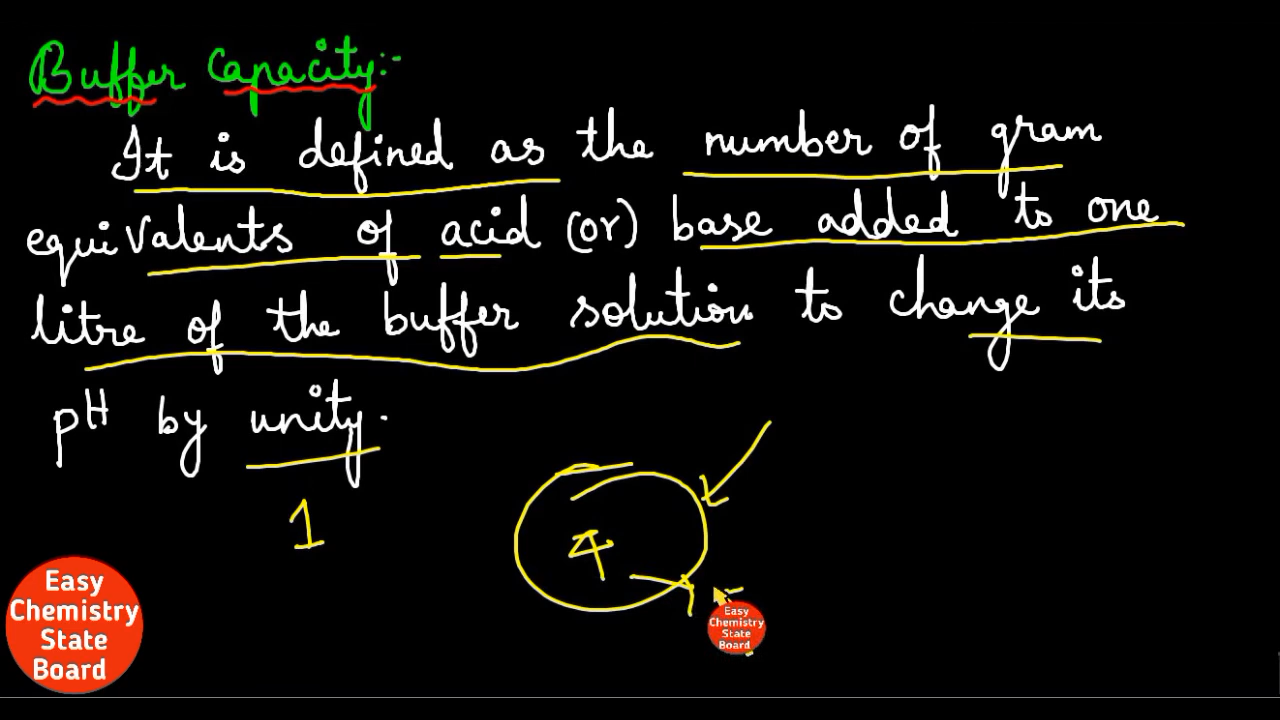 Buffer Capacity:-
It is defined as the number of gram
equivalents of acid (or) base added to one
litre of the buffer solution to change its
pH by unity.
1
4
Easy
Chemistry
State
Board
Easy
Chemistry
State
Board